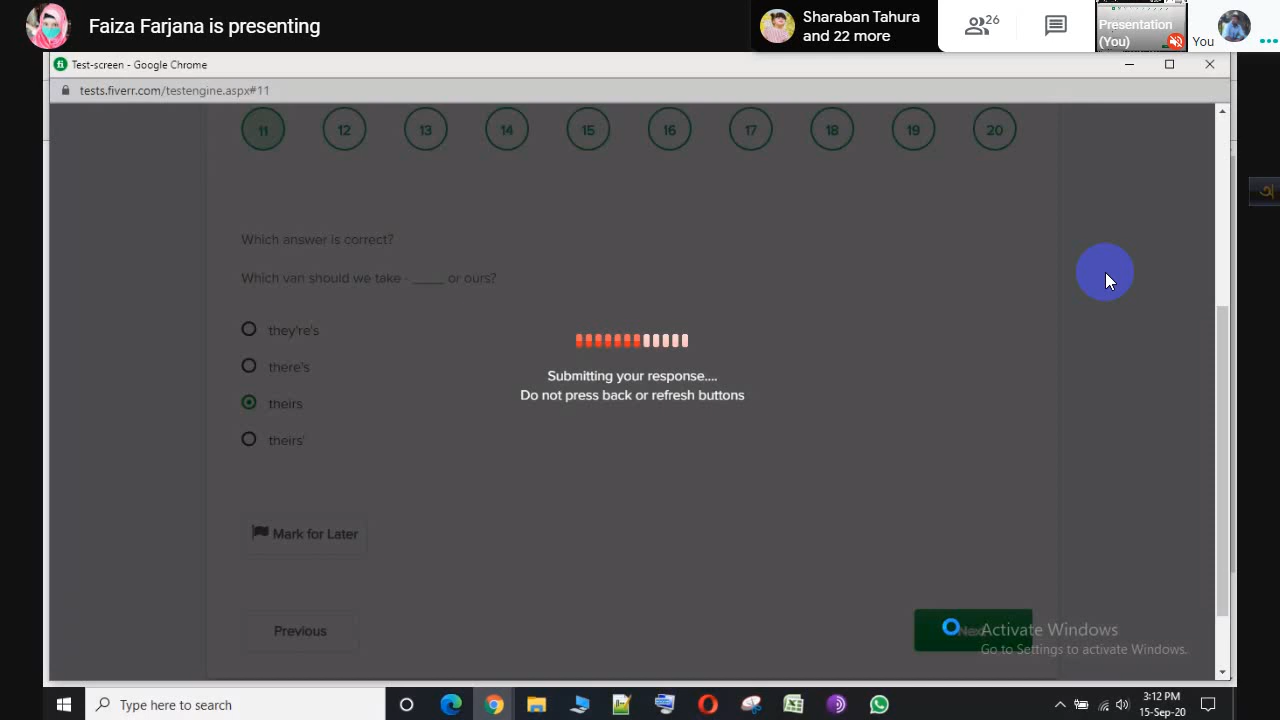 Faiza Farjana is presenting
Sharaban Tahura
and 22 more
26
Presentation
(You)
You
Test-screen - Google Chrome
tests.fiverr.com/testengine.aspx#11
11 12 13 14 15 16 17 18 19 20
Which answer is correct?
Which van should we take - ____ or ours?
they're's
there's
theirs
theirs'
Submitting your response....
Do not press back or refresh buttons
Mark for Later
Previous
Next
Activate Windows
Go to Settings to activate Windows.
অ
Type here to search
3:12 PM
15-Sep-20